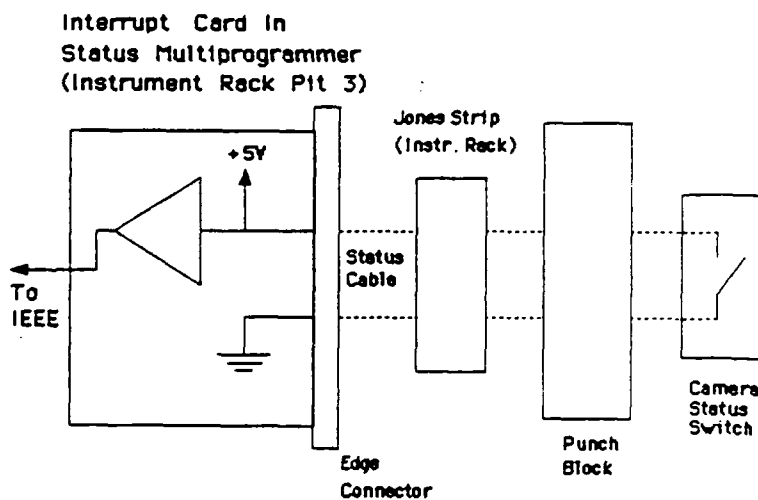 Interrupt Card In
Status Multiprogrammer
(Instrument Rack Pit 3)
Jones Strip
(Instr. Rack)
+5V
Status
Cable
To
IEEE
Camera
Status
Switch
Punch
Block
Edge
Connector